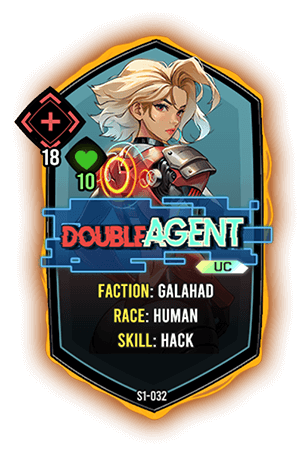 18
10
DOUBLE AGENT
UC
FACTION: GALAHAD
RACE: HUMAN
SKILL: HACK
S1-032